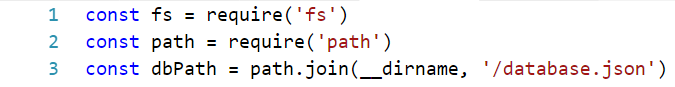 1 const fs = require('fs')
2 const path = require('path')
3 const dbPath = path.join(__dirname, '/database.json')